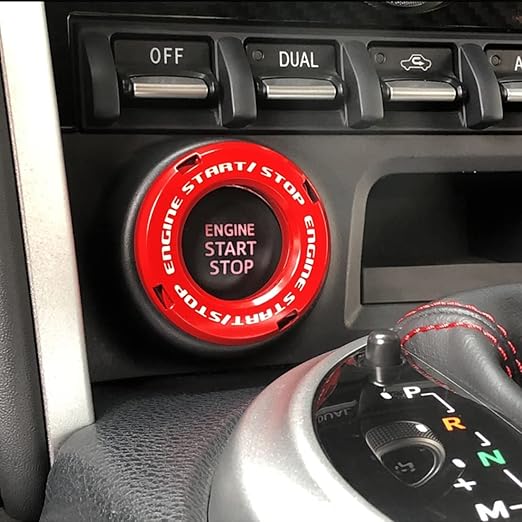 OFF
DUAL
A
ENGINE START/STOP
ENGINE START/STOP
ENGINE
START
STOP
P
R
N
+
M
-